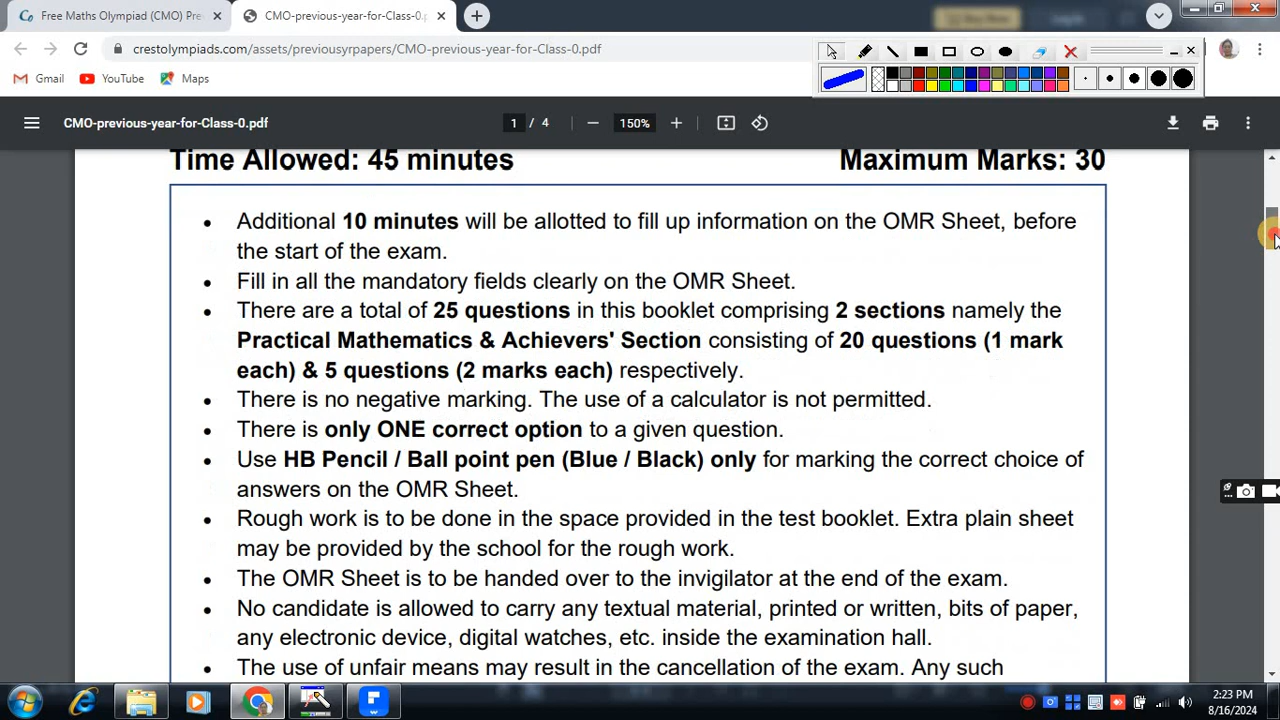 Free Maths Olympiad (CMO) Pre
CMO-previous-year-for-Class-0.p
crestolympiads.com/assets/previousyrpapers/CMO-previous-year-for-Class-0.pdf
Gmail
YouTube
Maps
CMO-previous-year-for-Class-0.pdf
1 / 4
150%
Time Allowed: 45 minutes
Maximum Marks: 30
• Additional 10 minutes will be allotted to fill up information on the OMR Sheet, before
the start of the exam.
• Fill in all the mandatory fields clearly on the OMR Sheet.
• There are a total of 25 questions in this booklet comprising 2 sections namely the
Practical Mathematics & Achievers' Section consisting of 20 questions (1 mark
each) & 5 questions (2 marks each) respectively.
• There is no negative marking. The use of a calculator is not permitted.
• There is only ONE correct option to a given question.
• Use HB Pencil / Ball point pen (Blue / Black) only for marking the correct choice of
answers on the OMR Sheet.
• Rough work is to be done in the space provided in the test booklet. Extra plain sheet
may be provided by the school for the rough work.
• The OMR Sheet is to be handed over to the invigilator at the end of the exam.
• No candidate is allowed to carry any textual material, printed or written, bits of paper,
any electronic device, digital watches, etc. inside the examination hall.
• The use of unfair means may result in the cancellation of the exam. Any such
2:23 PM
8/16/2024